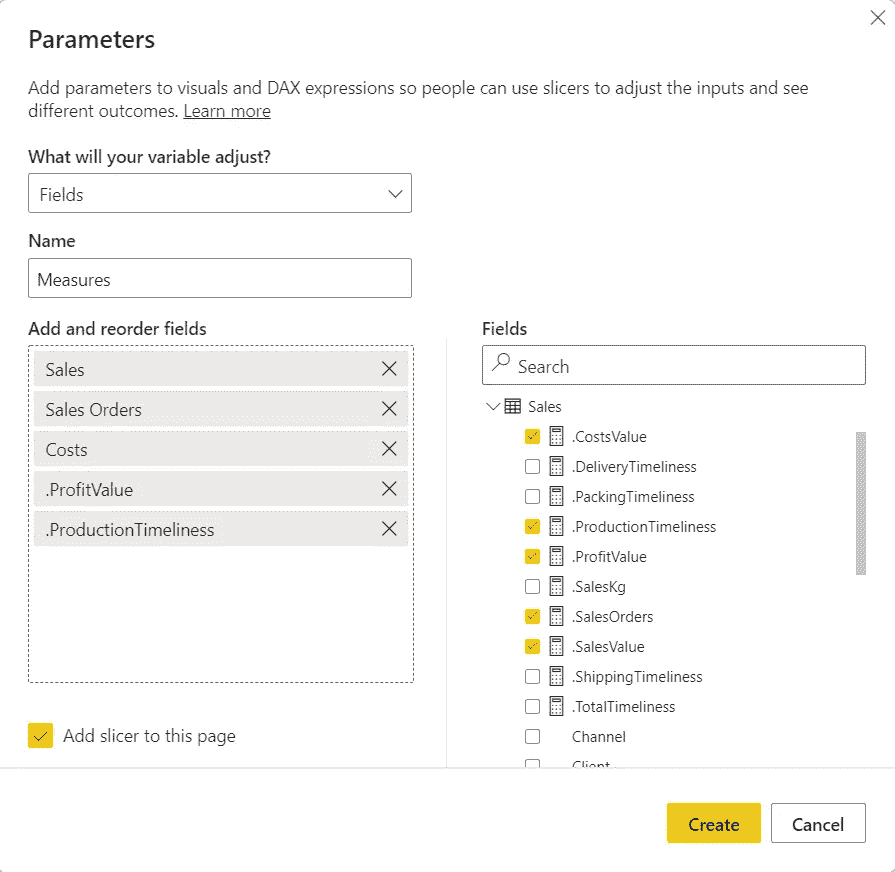 Parameters
Add parameters to visuals and DAX expressions so people can use slicers to adjust the inputs and see
different outcomes. Learn more
What will your variable adjust?
Fields
Name
Measures
Add and reorder fields
Sales
Sales Orders
Costs
.ProfitValue
.ProductionTimeliness
Add slicer to this page
Fields
Search
Sales
.CostsValue
.DeliveryTimeliness
.PackingTimeliness
.ProductionTimeliness
.ProfitValue
.SalesKg
.SalesOrders
.SalesValue
.ShippingTimeliness
.TotalTimeliness
Channel
Client
Create
Cancel